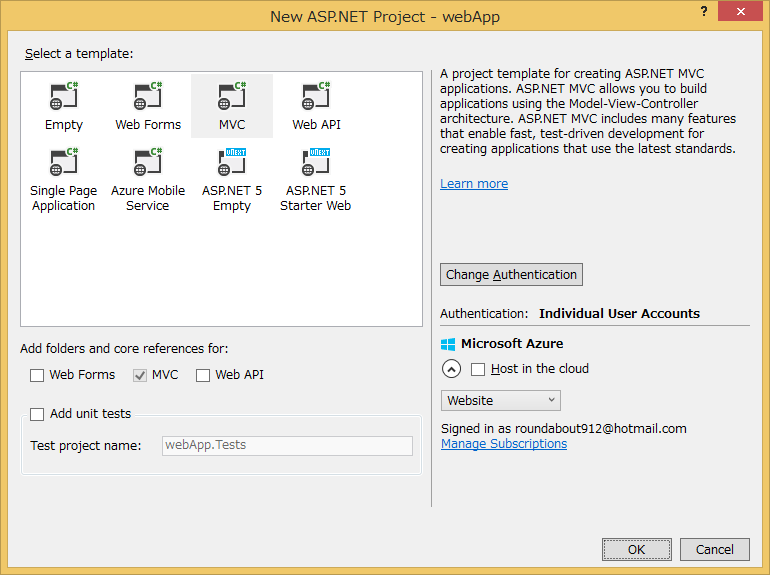 New ASP.NET Project - webApp
?
Select a template:
C#
C#
C#
C#
Empty
Web Forms
MVC
Web API
C#
C#
vNEXT
vNEXT
Single Page
Application
Azure Mobile
Service
ASP.NET 5
Empty
ASP.NET 5
Starter Web
A project template for creating ASP.NET MVC
applications. ASP.NET MVC allows you to build
applications using the Model-View-Controller
architecture. ASP.NET MVC includes many features
that enable fast, test-driven development for
creating applications that use the latest standards.
Learn more
Change Authentication
Authentication: Individual User Accounts
Microsoft Azure
Host in the cloud
Website
Signed in as roundabout912@hotmail.com
Manage Subscriptions
Add folders and core references for:
Web Forms
MVC
Web API
Add unit tests
Test project name:
webApp.Tests
OK
Cancel